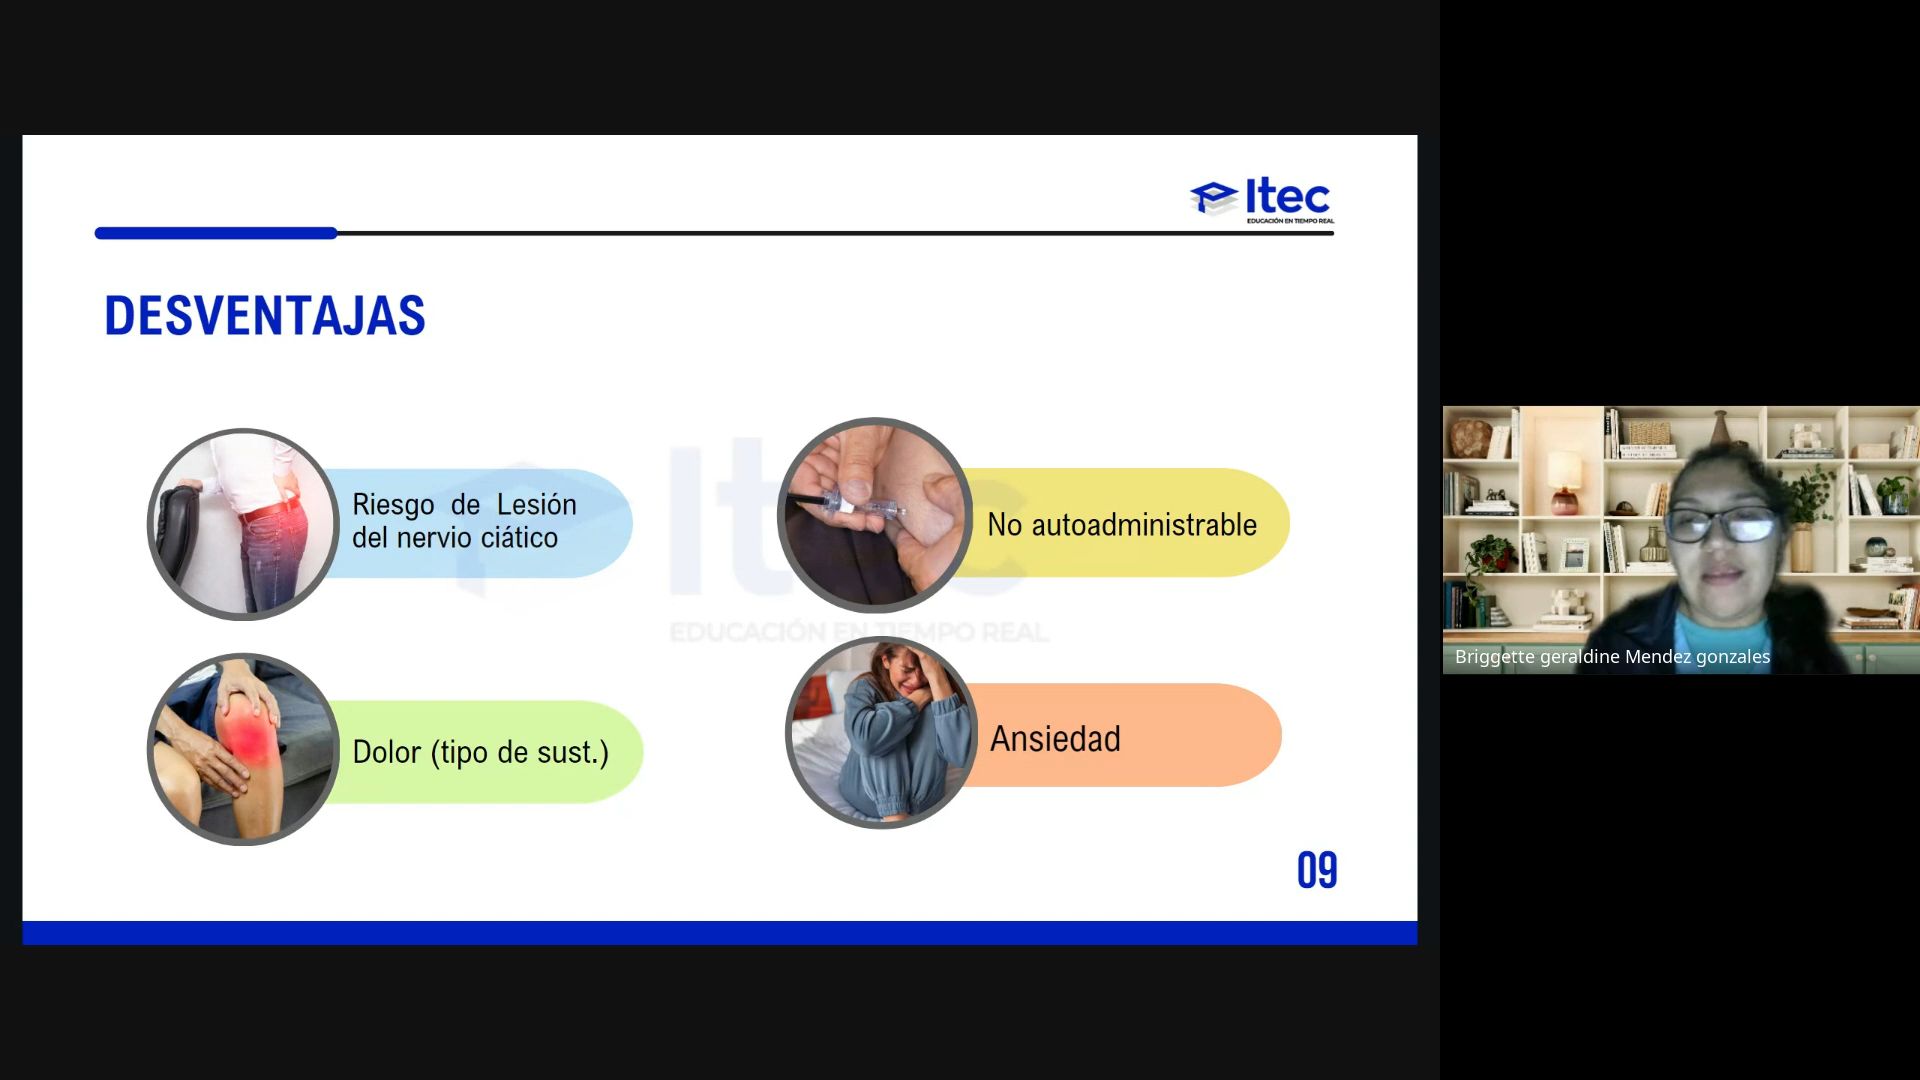 Itec
EDUCACIÓN EN TIEMPO REAL
DESVENTAJAS
Riesgo de Lesión
del nervio ciático
No autoadministrable
Itec
EDUCACIÓN EN TIEMPO REAL
Dolor (tipo de sust.)
Ansiedad
09
Briggette geraldine Mendez gonzales